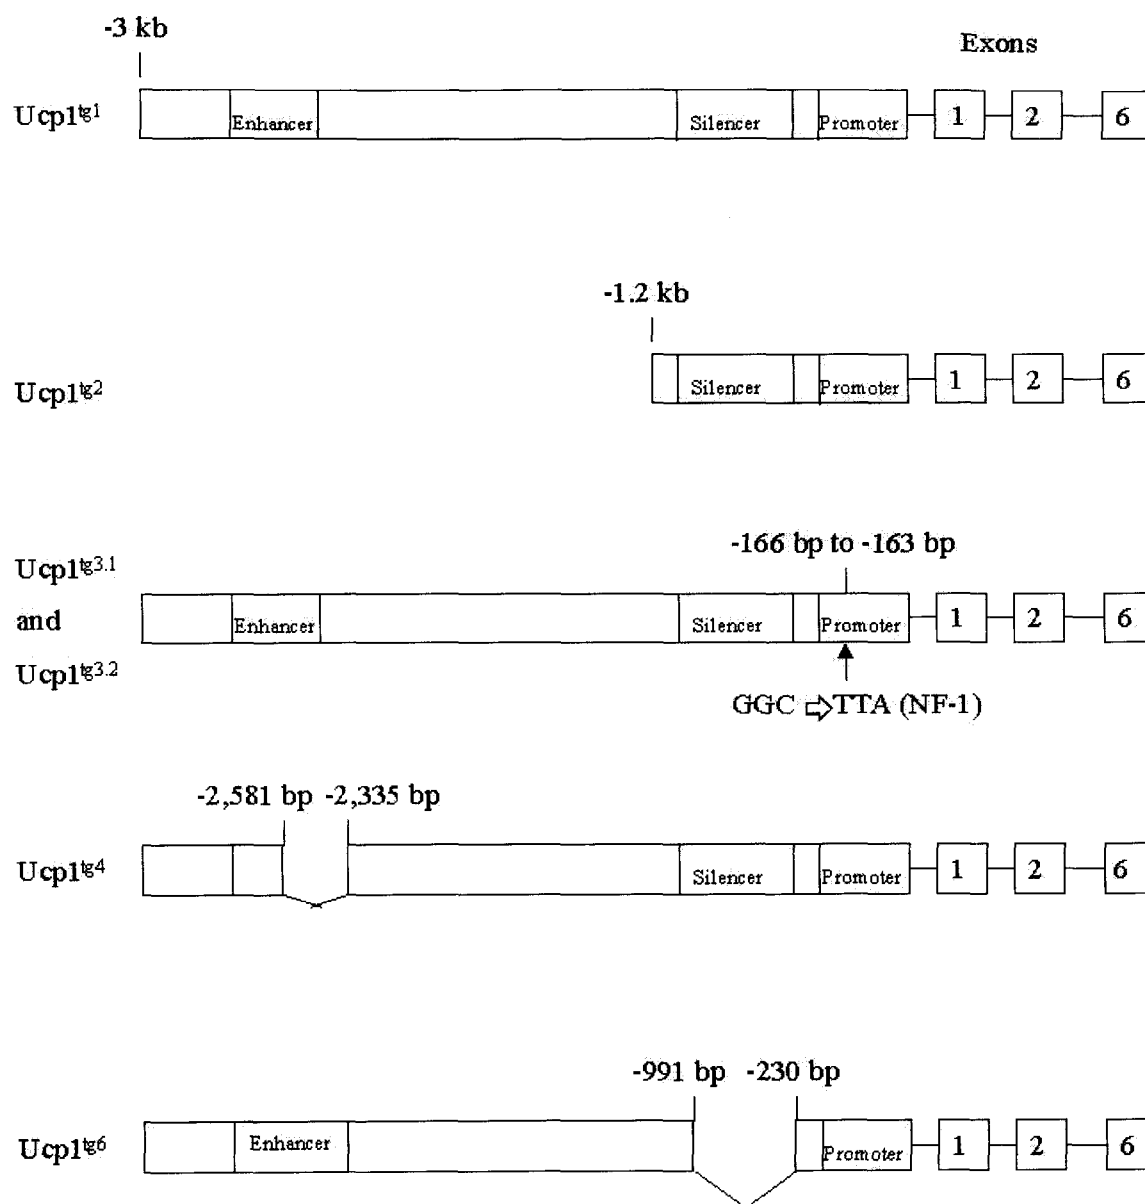 -3 kb
Exons
Ucp1tg1
Enhancer
Silencer
Promoter
1
2
6
-1.2 kb
Ucp1tg2
Silencer
Promoter
1
2
6
Ucp1tg3.1
and
Ucp1tg3.2
-166 bp to -163 bp
Enhancer
Silencer
Promoter
1
2
6
GGC ⇨TTA (NF-1)
-2,581 bp -2,335 bp
Ucp1tg4
Silencer
Promoter
1
2
6
-991 bp -230 bp
Ucp1tg6
Enhancer
Promoter
1
2
6